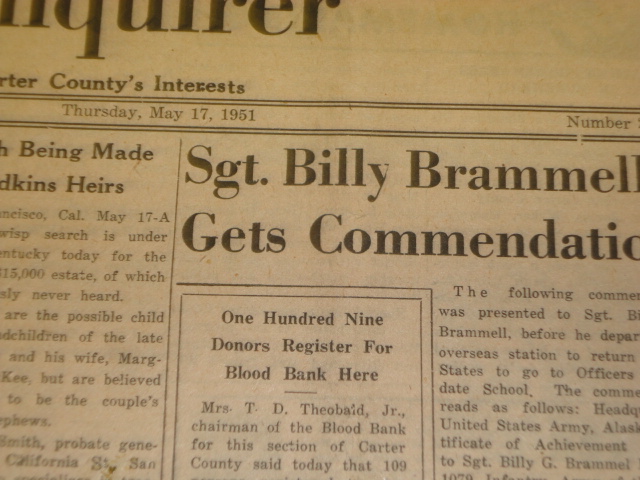 nquirer
rter County's Interests
Thursday, May 17, 1951
Number
h Being Made
dkins Heirs
ncisco, Cal. May 17-A
wisp search is under
entucky today for the
$15,000 estate, of which
sly never heard.
are the possible child
ndchildren of the late
and his wife, Marg-
Kee, but are believed
to be the couple's
ephews.
Smith, probate gene-
California St., San
Sgt. Billy Brammell
Gets Commendatio
One Hundred Nine
Donors Register For
Blood Bank Here
Mrs. T. D. Theobald, Jr.,
chairman of the Blood Bank
for this section of Carter
County said today that 109
The following comme
was presented to Sgt. Bi
Brammell, before he depar
overseas station to return
States to go to Officers
date School. The comme
reads as follows: Headqu
United States Army, Alask
tificate of Achievement
to Sgt. Billy G. Brammel